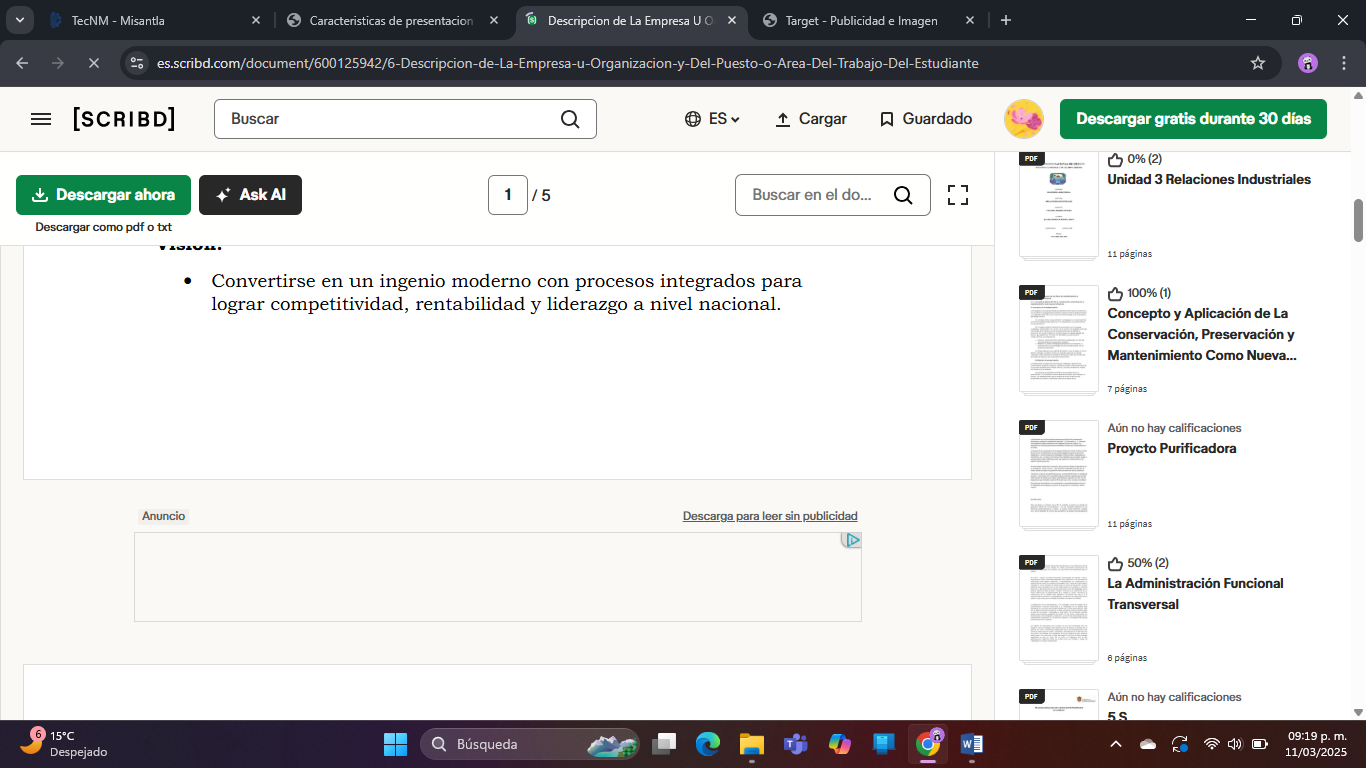 TecNM - Misantla
Caracteristicas de presentacion
Descripcion de La Empresa U O
Target - Publicidad e Imagen
es.scribd.com/document/600125942/6-Descripcion-de-La-Empresa-u-Organizacion-y-Del-Puesto-o-Area-Del-Trabajo-Del-Estudiante
[SCRIBD]
Buscar
ES
Cargar
Guardado
Descargar gratis durante 30 días
Descargar ahora
Ask AI
1 / 5
Buscar en el do...
Descargar como pdf o txt
Visión:
• Convertirse en un ingenio moderno con procesos integrados para
lograr competitividad, rentabilidad y liderazgo a nivel nacional.
Anuncio
Descarga para leer sin publicidad
PDF
0% (2)
Unidad 3 Relaciones Industriales
11 páginas
PDF
100% (1)
Concepto y Aplicación de La
Conservación, Preservación y
Mantenimiento Como Nueva...
7 páginas
PDF
Aún no hay calificaciones
Proycto Purificadora
11 páginas
PDF
50% (2)
La Administración Funcional
Transversal
6 páginas
PDF
Aún no hay calificaciones
5 S
6
15°C
Despejado
Búsqueda
09:19 p. m.
11/03/2025